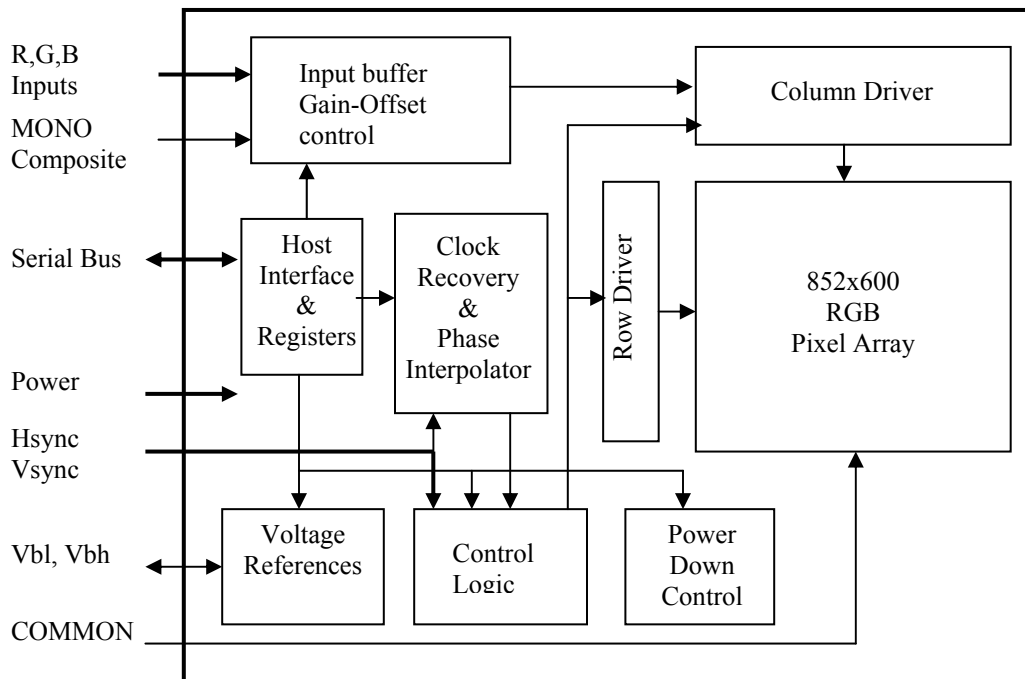 R,G,B
Inputs
MONO
Composite
Serial Bus
Power
Hsync
Vsync
Vbl, Vbh
COMMON
Input buffer
Gain-Offset
control
Column Driver
Host
Interface
&
Registers
Clock
Recovery
&
Phase
Interpolator
Row Driver
852x600
RGB
Pixel Array
Voltage
References
Control
Logic
Power
Down
Control